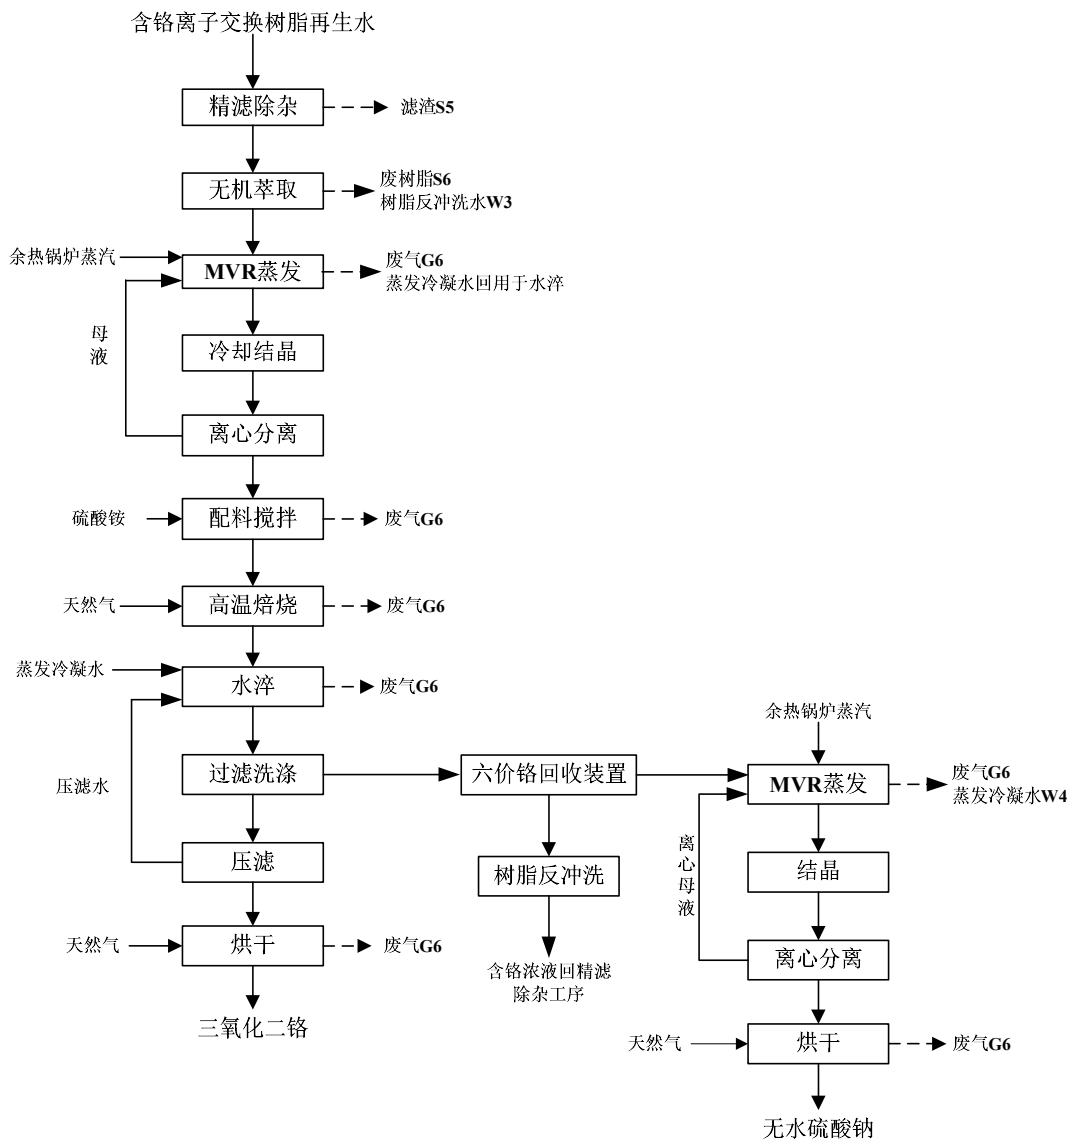 含铬离子交换树脂再生水
精滤除杂
滤渣S5
无机萃取
废树脂S6
树脂反冲洗水W3
余热锅炉蒸汽
MVR蒸发
废气G6
蒸发冷凝水回用于水淬
母
液
冷却结晶
离心分离
硫酸铵
配料搅拌
废气G6
天然气
高温焙烧
废气G6
蒸发冷凝水
水淬
废气G6
压滤水
过滤洗涤
压滤
天然气
烘干
废气G6
三氧化二铬
六价铬回收装置
树脂反冲洗
含铬浓液回精滤
除杂工序
余热锅炉蒸汽
MVR蒸发
废气G6
蒸发冷凝水W4
离
心
母
液
结晶
离心分离
天然气
烘干
废气G6
无水硫酸钠